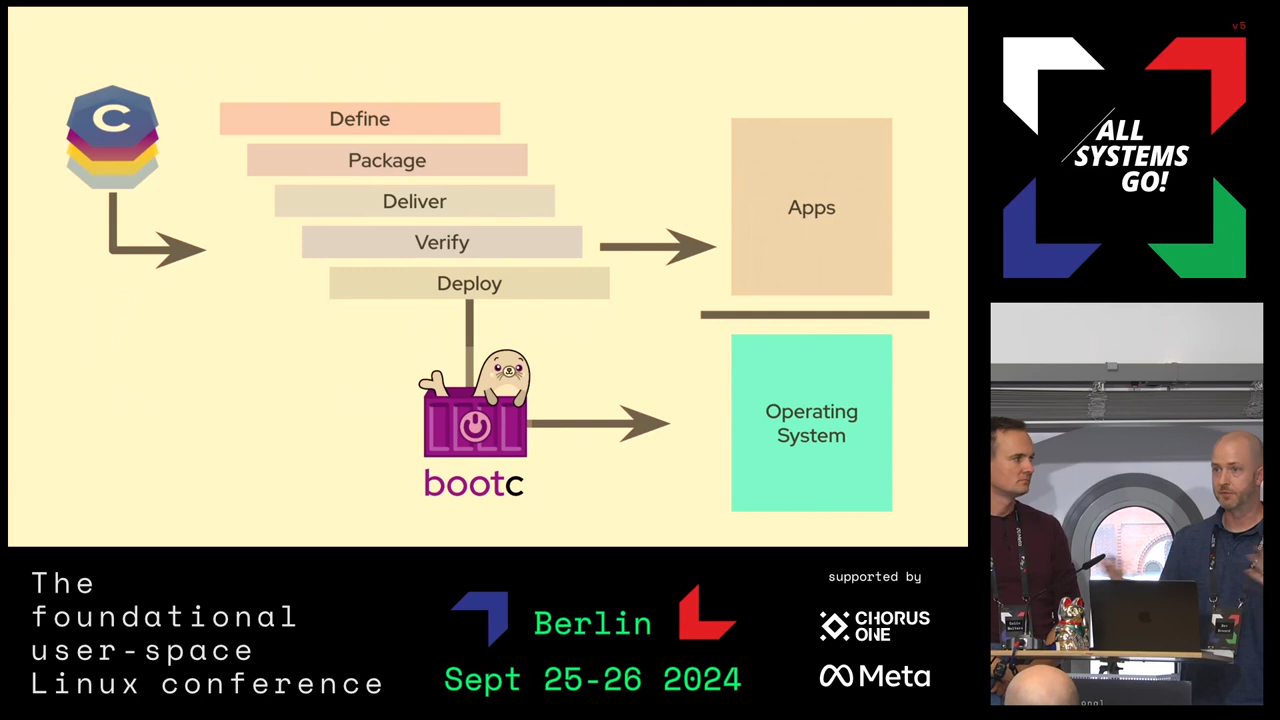 C
Define
Package
Deliver
Verify
Deploy
Apps
Operating
System
bootc
v5
ALL
SYSTEMS
GO!
The
foundational
user-space
Linux conference
Berlin
Sept 25-26 2024
supported by
CHORUS
ONE
Meta